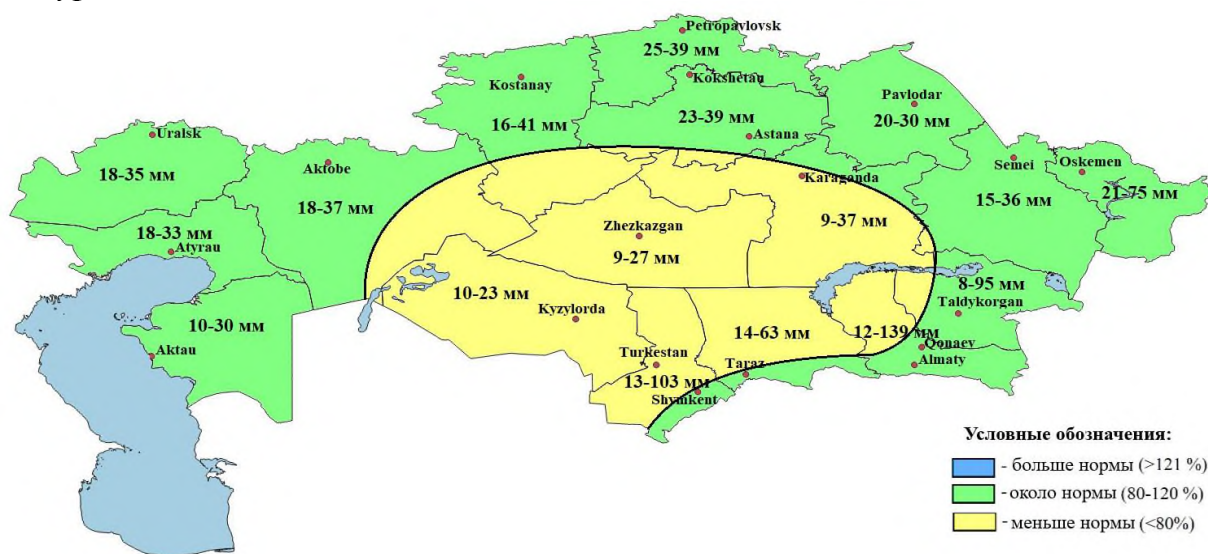 Petropavlovsk
25-39 мм
Kokshetau
Kostanay
16-41 мм
Pavlodar
20-30 мм
23-39 мм
Astana
Uralsk
18-35 мм
Aktobe
18-37 мм
Semei
Oskemen
15-36 мм
21-75 мм
Karaganda
9-37 мм
18-33 мм
Atyrau
Zhezkazgan
9-27 мм
10-23 мм
Kyzylorda
8-95 мм
Taldykorgan
10-30 мм
Aktau
14-63 мм
12-139 мм
Qonaev
Almaty
Turkestan
13-103 мм
Taraz
Shymkent
Условные обозначения:
- больше нормы (>121 %)
- около нормы (80-120 %)
- меньше нормы (<80%)